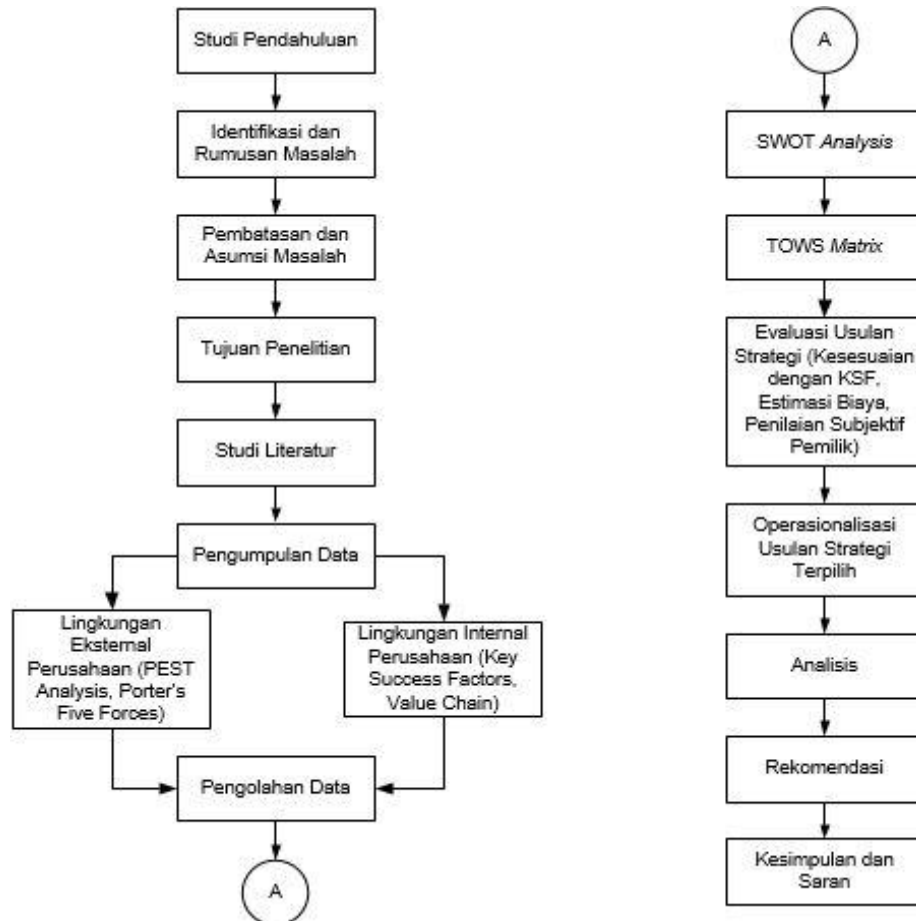 Studi Pendahuluan
Identifikasi dan
Rumusan Masalah
Pembatasan dan
Asumsi Masalah
Tujuan Penelitian
Studi Literatur
Pengumpulan Data
Lingkungan
Eksternal
Perusahaan (PEST
Analysis, Porter's
Five Forces)
Lingkungan Internal
Perusahaan (Key
Success Factors,
Value Chain)
Pengolahan Data
A
A
SWOT Analysis
TOWS Matrix
Evaluasi Usulan
Strategi (Kesesuaian
dengan KSF,
Estimasi Biaya,
Penilaian Subjektif
Pemilik)
Operasionalisasi
Usulan Strategi
Terpilih
Analisis
Rekomendasi
Kesimpulan dan
Saran